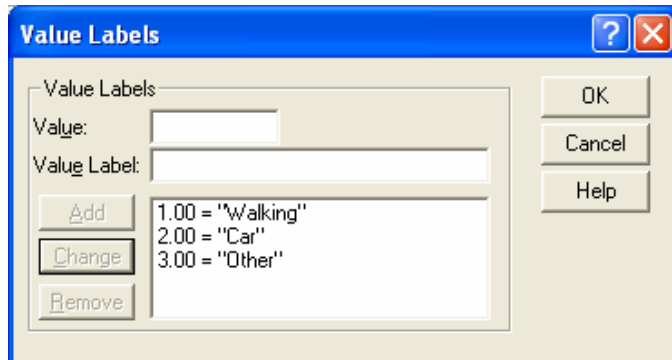 Value Labels
Value Labels
Value:
Value Label:
Add
Change
Remove
1.00 = "Walking"
2.00 = "Car"
3.00 = "Other"
OK
Cancel
Help